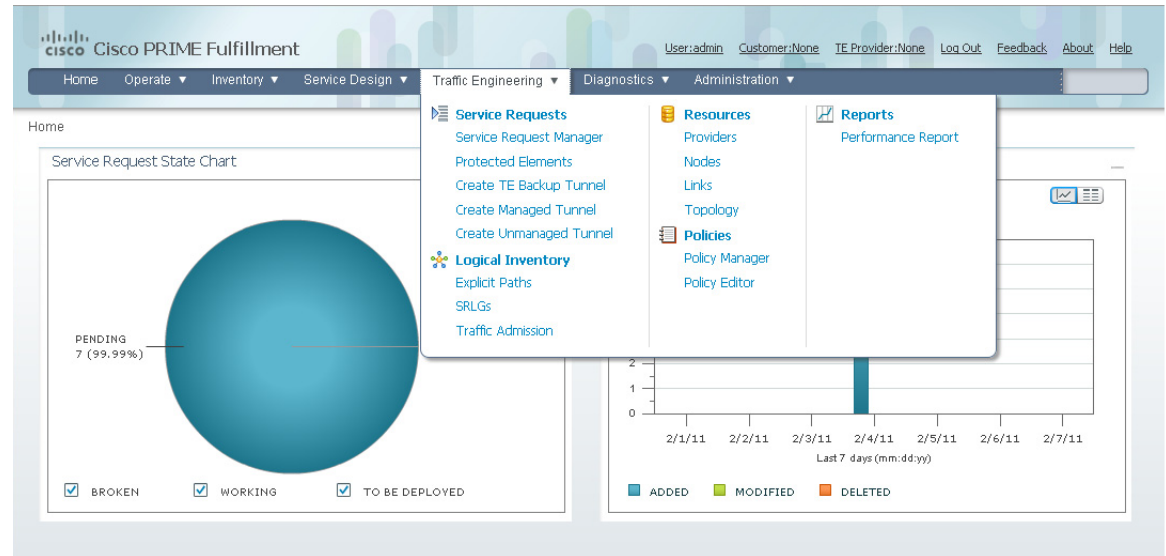 CISCO Cisco PRIME Fulfillment
User:admin Customer:None TE Provider:None Log Out Feedback About Help
Home Operate Inventory Service Design Traffic Engineering Diagnostics Administration
Home
Service Request State Chart
Service Requests
Service Request Manager
Protected Elements
Create TE Backup Tunnel
Create Managed Tunnel
Create Unmanaged Tunnel
Logical Inventory
Explicit Paths
SRLGs
Traffic Admission
Resources
Providers
Nodes
Links
Topology
Policies
Policy Manager
Policy Editor
Reports
Performance Report
PENDING
7 (99.99%)
BROKEN WORKING TO BE DEPLOYED
2
1
0
2/1/11 2/2/11 2/3/11 2/4/11 2/5/11 2/6/11 2/7/11
Last 7 days (mm:dd:yy)
ADDED MODIFIED DELETED